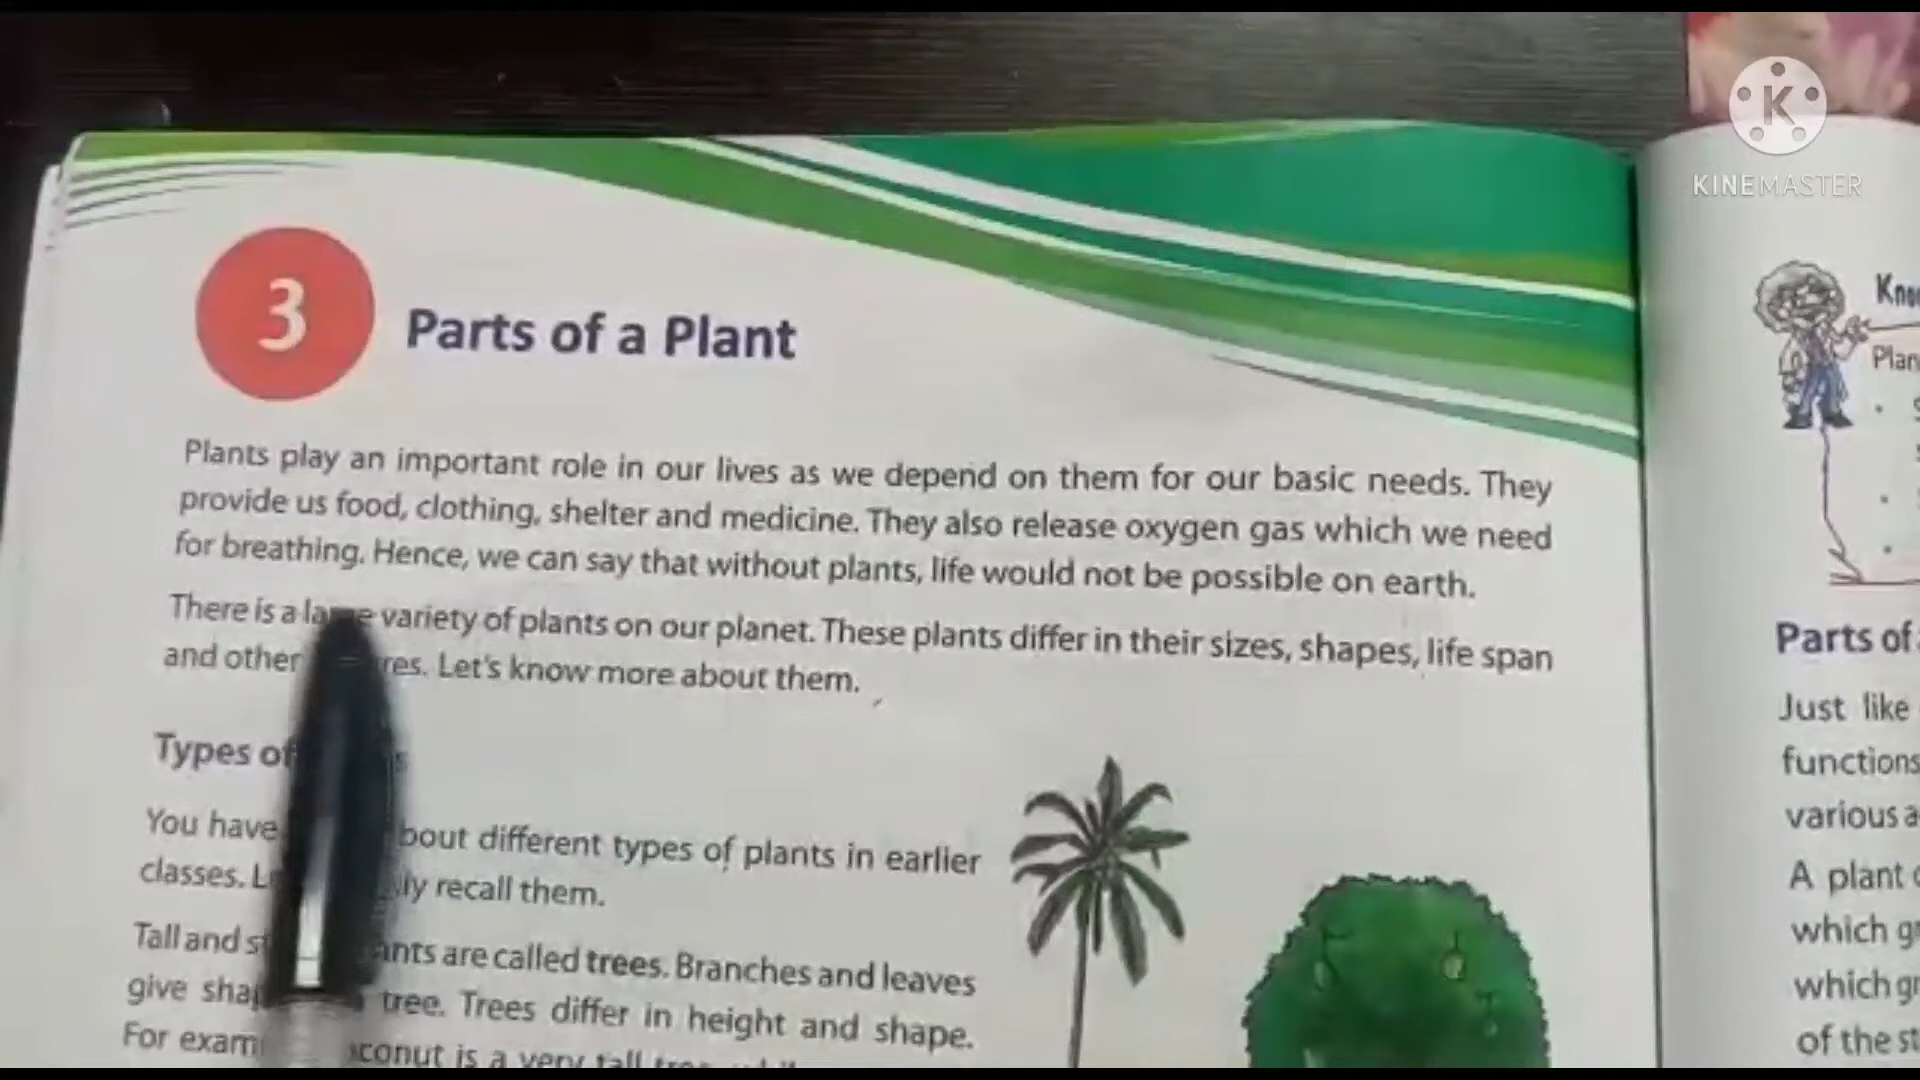 KINEMASTER
3
Parts of a Plant
Plants play an important role in our lives as we depend on them for our basic needs. They
provide us food, clothing, shelter and medicine. They also release oxygen gas which we need
for breathing. Hence, we can say that without plants, life would not be possible on earth.
There is a variety of plants on our planet. These plants differ in their sizes, shapes, life span
and other Let's know more about them.
Types of
You have different types of plants in earlier
classes. recall them.
Tall and are called trees. Branches and leaves
give tree. Trees differ in height and shape.
For is a very tall
Parts of
Just like
functions
various
A plant
which
which
of the